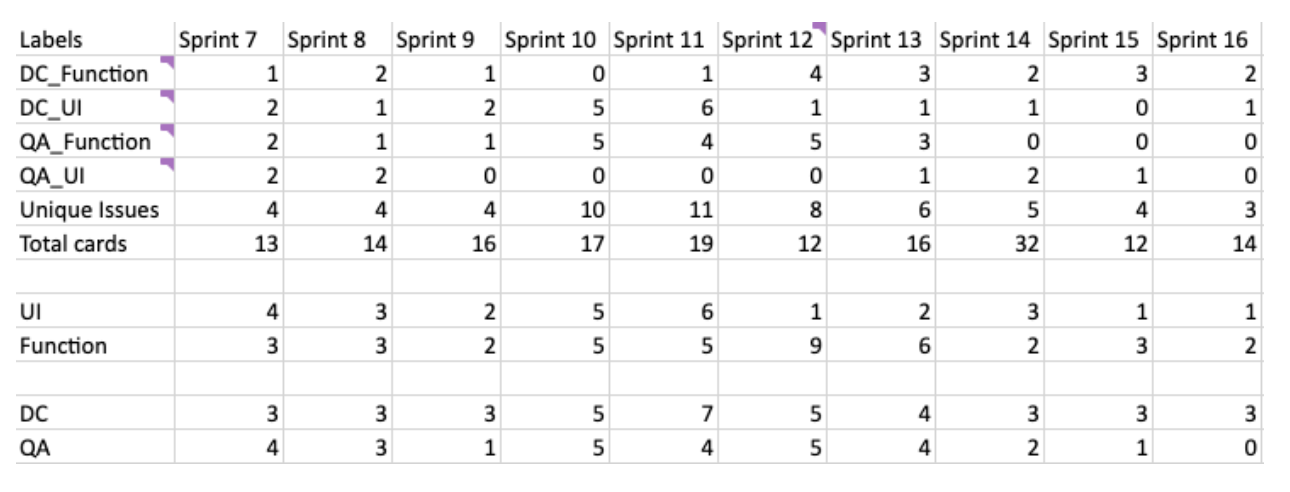 Labels Sprint 7 Sprint 8 Sprint 9 Sprint 10 Sprint 11 Sprint 12 Sprint 13 Sprint 14 Sprint 15 Sprint 16
DC_Function 1 2 1 0 1 4 3 2 3 2
DC_UI 2 1 2 5 6 1 1 1 0 1
QA_Function 2 1 1 5 4 5 3 0 0 0
QA_UI 2 2 0 0 0 0 1 2 1 0
Unique Issues 4 4 4 10 11 8 6 5 4 3
Total cards 13 14 16 17 19 12 16 32 12 14
UI 4 3 2 5 6 1 2 3 1 1
Function 3 3 2 5 5 9 6 2 3 2
DC 3 3 3 5 7 5 4 3 3 3
QA 4 3 1 5 4 5 4 2 1 0